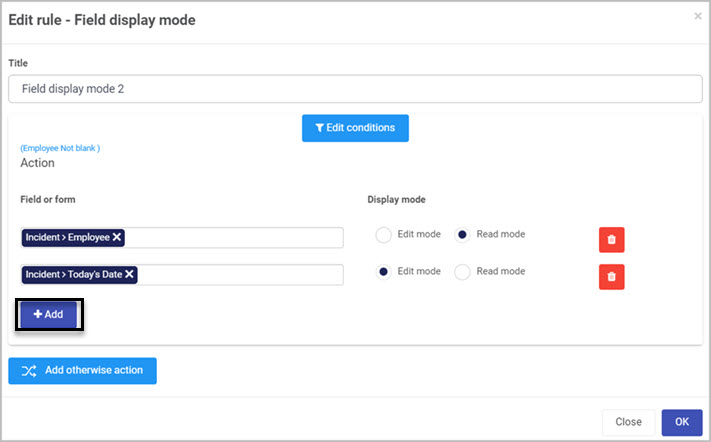 Edit rule - Field display mode
×
Title
Field display mode 2
Edit conditions
(Employee Not blank )
Action
Field or form Display mode
Incident > Employee ✕ Edit mode Read mode
Incident > Today's Date ✕ Edit mode Read mode
+ Add
Add otherwise action
Close OK